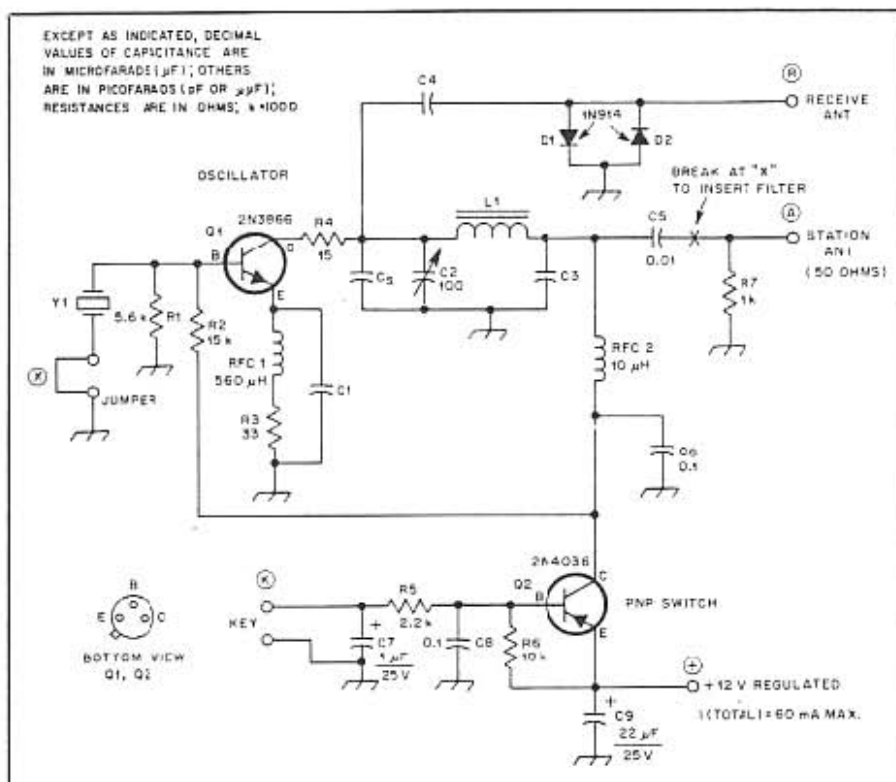 EXCEPT AS INDICATED, DECIMAL
VALUES OF CAPACITANCE ARE
IN MICROFARADS (µF); OTHERS
ARE IN PICOFARADS (pF OR µµF);
RESISTANCES ARE IN OHMS; k=1000
C4
R
RECEIVE
ANT
1N914
D1
D2
OSCILLATOR
BREAK AT "X"
TO INSERT FILTER
L1
Q1
2N3866
R4
15
C5
0.01
X
A
STATION
ANT
(50 OHMS)
B
C
E
C5
C2
100
C3
R7
1k
Y1
5.6k
R1
R2
15k
RFC 1
560 µH
C1
RFC 2
10 µH
X
JUMPER
R3
33
C6
0.1
2N4036
C
B
E
C
BOTTOM VIEW
Q1, Q2
K
KEY
R5
2.2k
Q2
B
PNP SWITCH
+
C7
1 µF
25V
0.1
C8
R6
10k
E
+
+12 V REGULATED
I (TOTAL) = 60 mA MAX.
+
C9
22 µF
25V